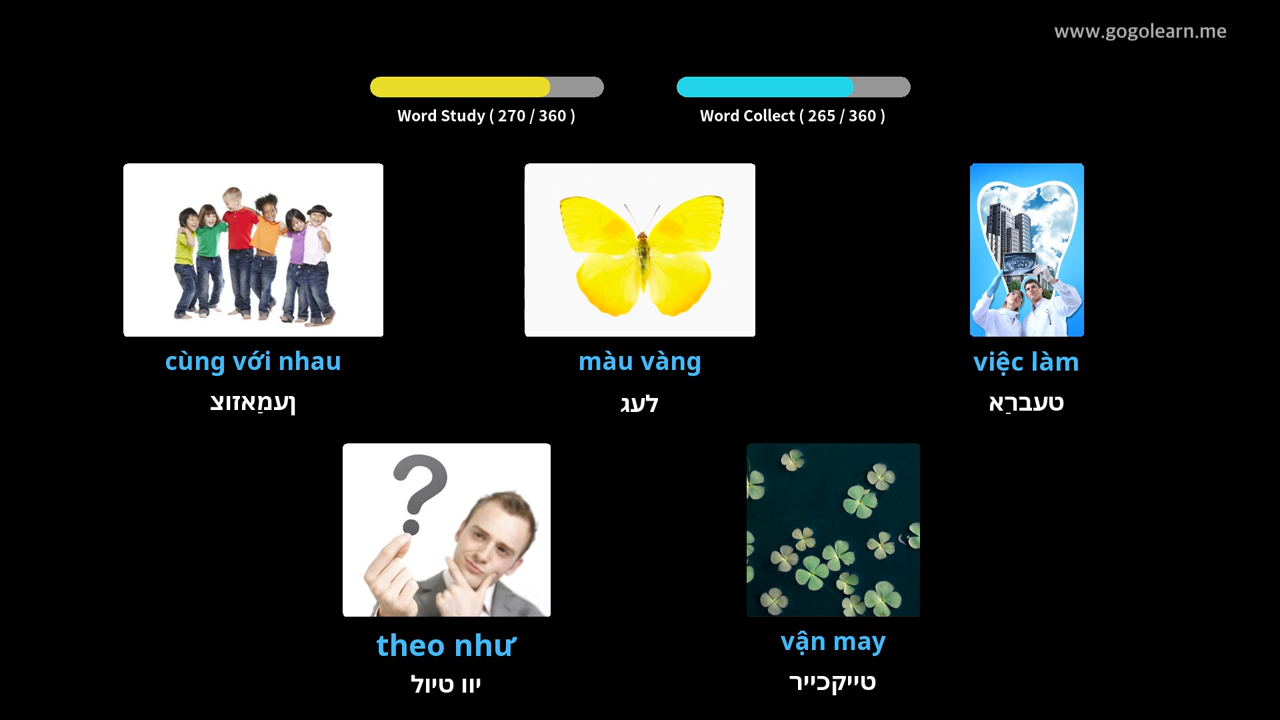 www.gogolearn.me
Word Study ( 270 / 360 )
Word Collect ( 265 / 360 )
cùng với nhau
ןעמַאזוצ
màu vàng
לעג
việc làm
טעברַא
theo như
יוו טיול
vận may
טייקכייר